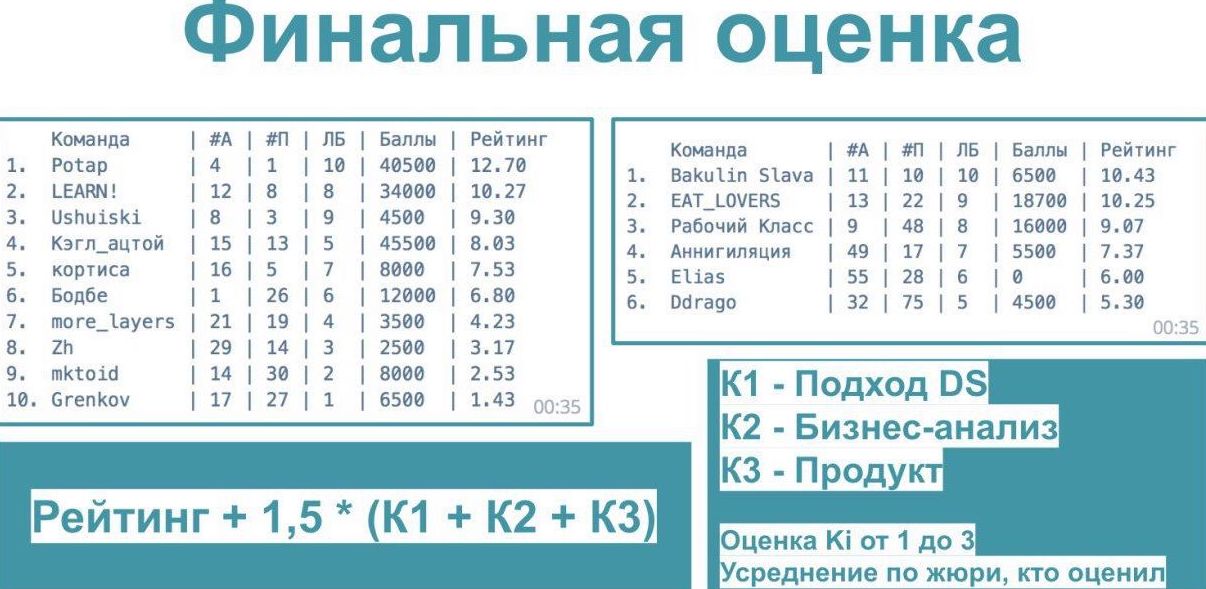 Финальная оценка
Команда | #А | #П | ЛБ | Баллы | Рейтинг
1. Potap | 4 | 1 | 10 | 40500 | 12.70
2. LEARN! | 12 | 8 | 8 | 34000 | 10.27
3. Ushuiski | 8 | 3 | 9 | 4500 | 9.30
4. Кэгл_ацтой | 15 | 13 | 5 | 45500 | 8.03
5. кортиса | 16 | 5 | 7 | 8000 | 7.53
6. Бодбе | 1 | 26 | 6 | 12000 | 6.80
7. more_layers | 21 | 19 | 4 | 3500 | 4.23
8. Zh | 29 | 14 | 3 | 2500 | 3.17
9. mktoid | 14 | 30 | 2 | 8000 | 2.53
10. Grenkov | 17 | 27 | 1 | 6500 | 1.43
00:35
Команда | #А | #П | ЛБ | Баллы | Рейтинг
1. Bakulin Slava | 11 | 10 | 10 | 6500 | 10.43
2. EAT_LOVERS | 13 | 22 | 9 | 18700 | 10.25
3. Рабочий Класс | 9 | 48 | 8 | 16000 | 9.07
4. Аннигиляция | 49 | 17 | 7 | 5500 | 7.37
5. Elias | 55 | 28 | 6 | 0 | 6.00
6. Ddrago | 32 | 75 | 5 | 4500 | 5.30
00:35
Рейтинг + 1,5 * (К1 + К2 + К3)
К1 - Подход DS
К2 - Бизнес-анализ
К3 - Продукт
Оценка Ki от 1 до 3
Усреднение по жюри, кто оценил